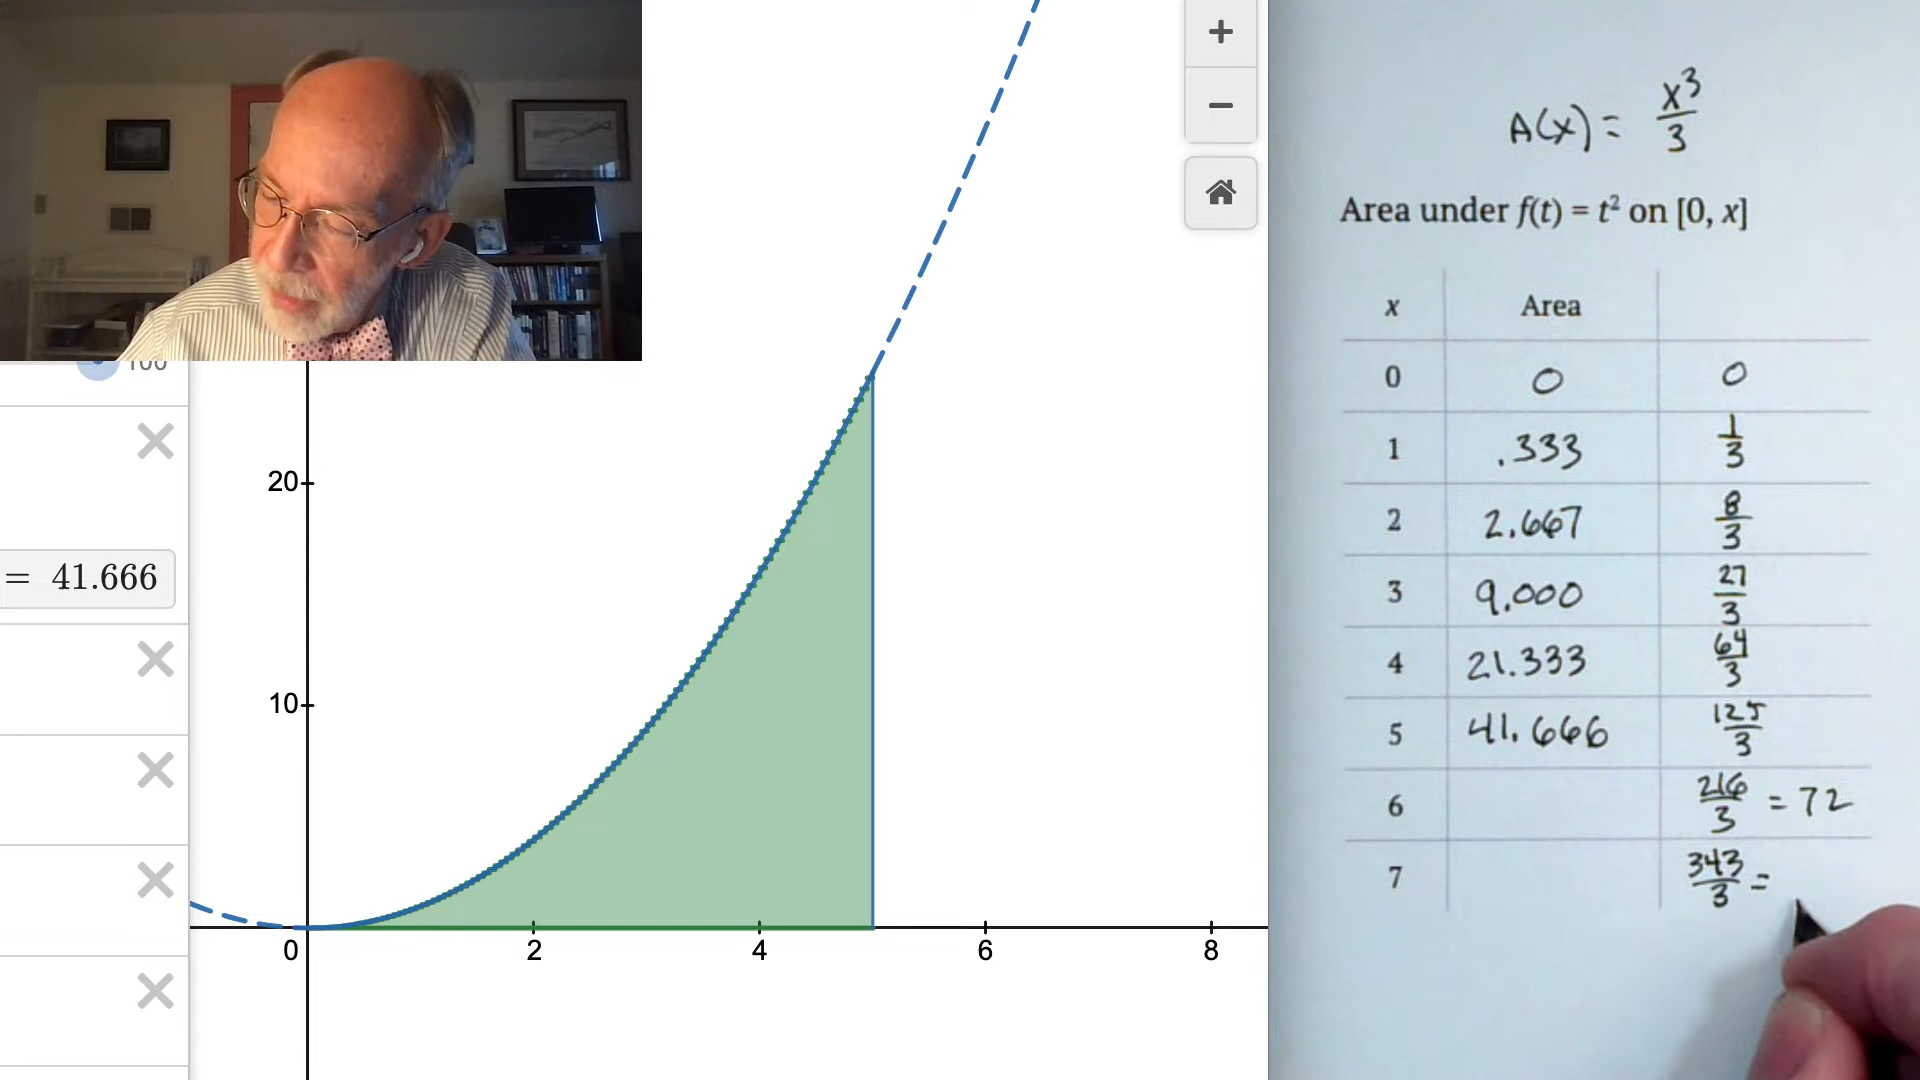 100
= 41.666
20
10
0 2 4 6 8
A(x) = x³/3
Area under f(t) = t² on [0, x]
x Area
0 0 0
1 .333 1/3
2 2.667 8/3
3 9.000 27/3
4 21.333 64/3
5 41.666 125/3
6 216/3 = 72
7 343/3 =